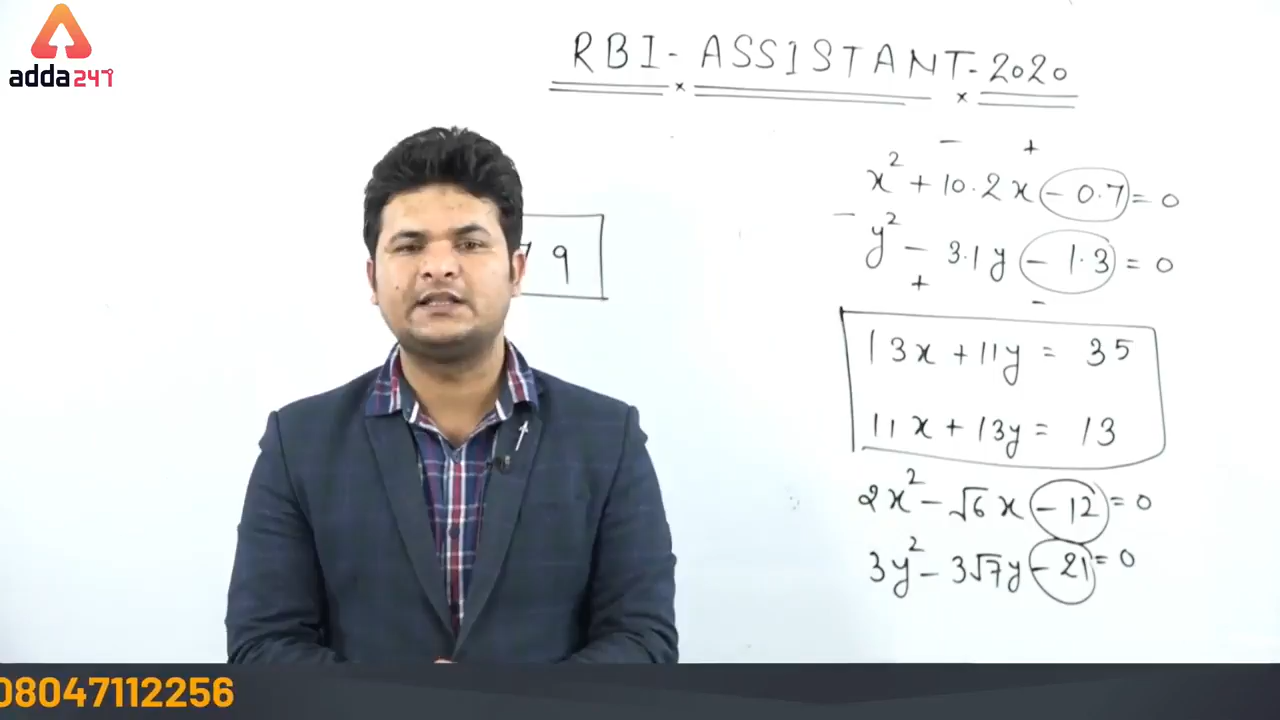 adda247
RBI - ASSISTANT - 2020
- +
x² + 10.2x - 0.7 = 0
- y² - 3.1y - 1.3 = 0
+ -
9
13x + 11y = 35
11x + 13y = 13
2x² - √6x - 12 = 0
3y² - 3√7y - 21 = 0
08047112256